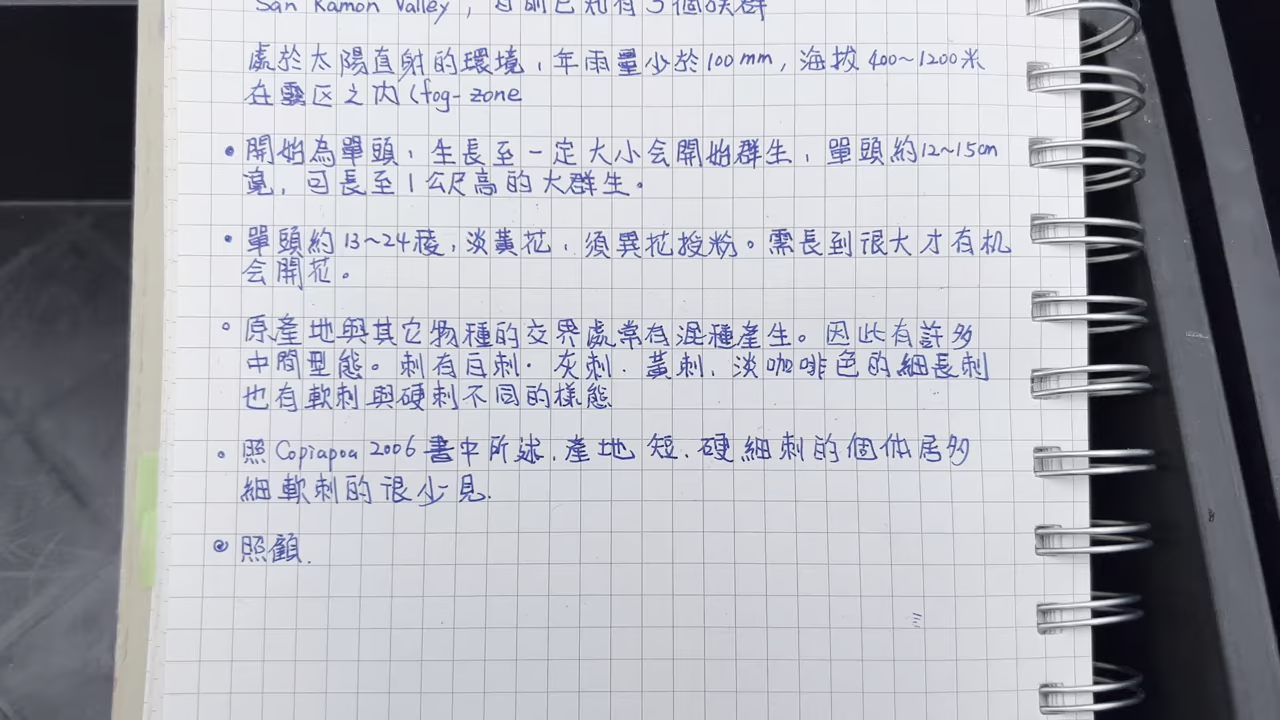 San Ramon Valley, 目前已知有5個族群
處於太陽直射的環境，年雨量少於100mm，海拔400~1200米
在雲区之内(fog-zone
• 開始為單頭，生長至一定大小会開始群生，單頭約12~15cm
寬，可長至1公尺高的大群生。
• 單頭約13~24稜，淡黃花，須異花授粉。需長到很大才有机
会開花。
• 原產地與其它物種的交界處常有混種產生。因此有許多
中間型態。刺有白刺．灰刺．黃刺、淡咖啡色的細長刺
也有軟刺與硬刺不同的樣態
• 照Copiapoa 2006書中所述，產地 短、硬細刺的個体居多
細軟刺的很少見.
• 照顧.